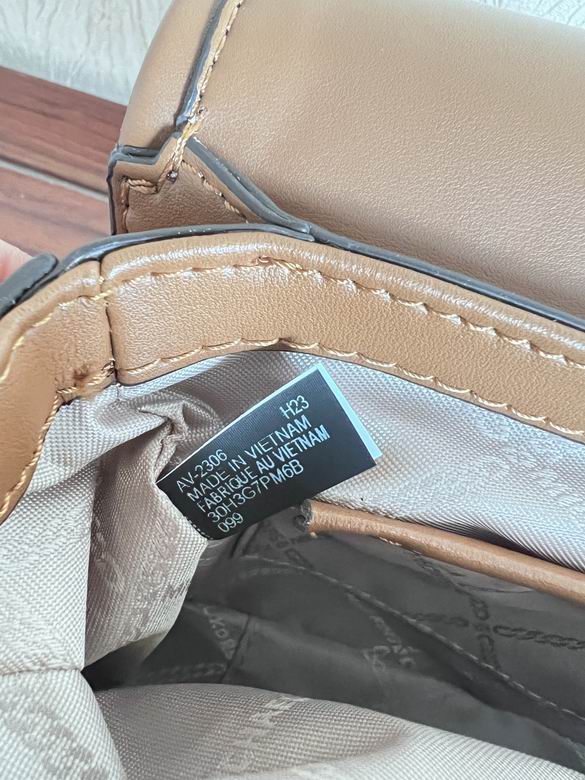 H23
AV-2306
MADE IN VIETNAM
FABRIQUE AU VIETNAM
30H3G7PM6B
099